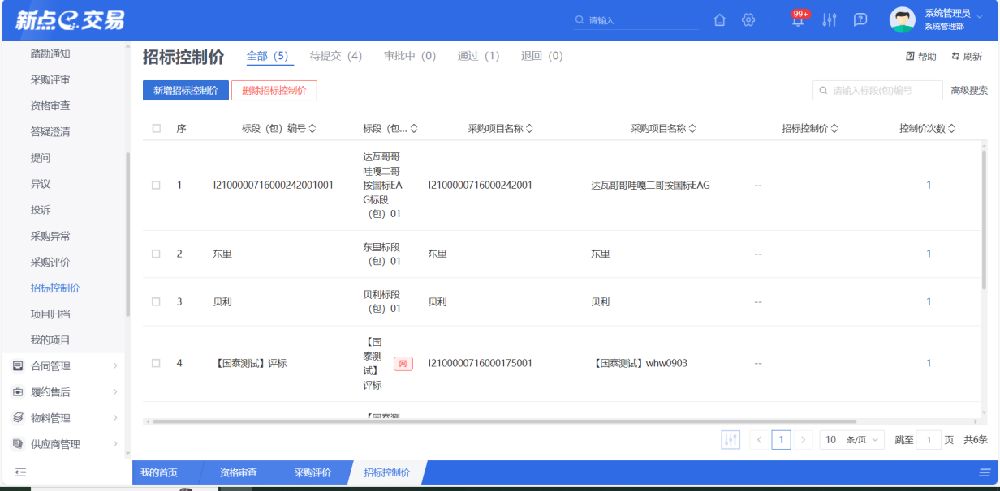 新点e交易
请输入
99+
系统管理员
系统管理部
踏勘通知
采购评审
资格审查
答疑澄清
提问
异议
投诉
采购异常
采购评价
招标控制价
项目归档
我的项目
合同管理
履约售后
物料管理
供应商管理
招标控制价 全部（5） 待提交（4） 审批中（0） 通过（1） 退回（0） 帮助 刷新
新增招标控制价 删除招标控制价 请输入标段(包)编号 高级搜索
序 标段（包）编号 标段（包... 采购项目名称 采购项目名称 招标控制价 控制价次数
达瓦哥哥
哇嘎二哥
1 I2100000716000242001001 按国标EA I2100000716000242001 达瓦哥哥哇嘎二哥按国标EAG -- 1
G标段
（包）01
东里标段
2 东里 东里 东里 -- 1
（包）01
贝利标段
3 贝利 贝利 贝利 -- 1
（包）01
【国
泰测
4 【国泰测试】评标 网 I2100000716000175001 【国泰测试】whw0903 -- 1
试】
评标
【国泰测
1 10 条/页 跳至 1 页 共6条
我的首页 资格审查 采购评价 招标控制价